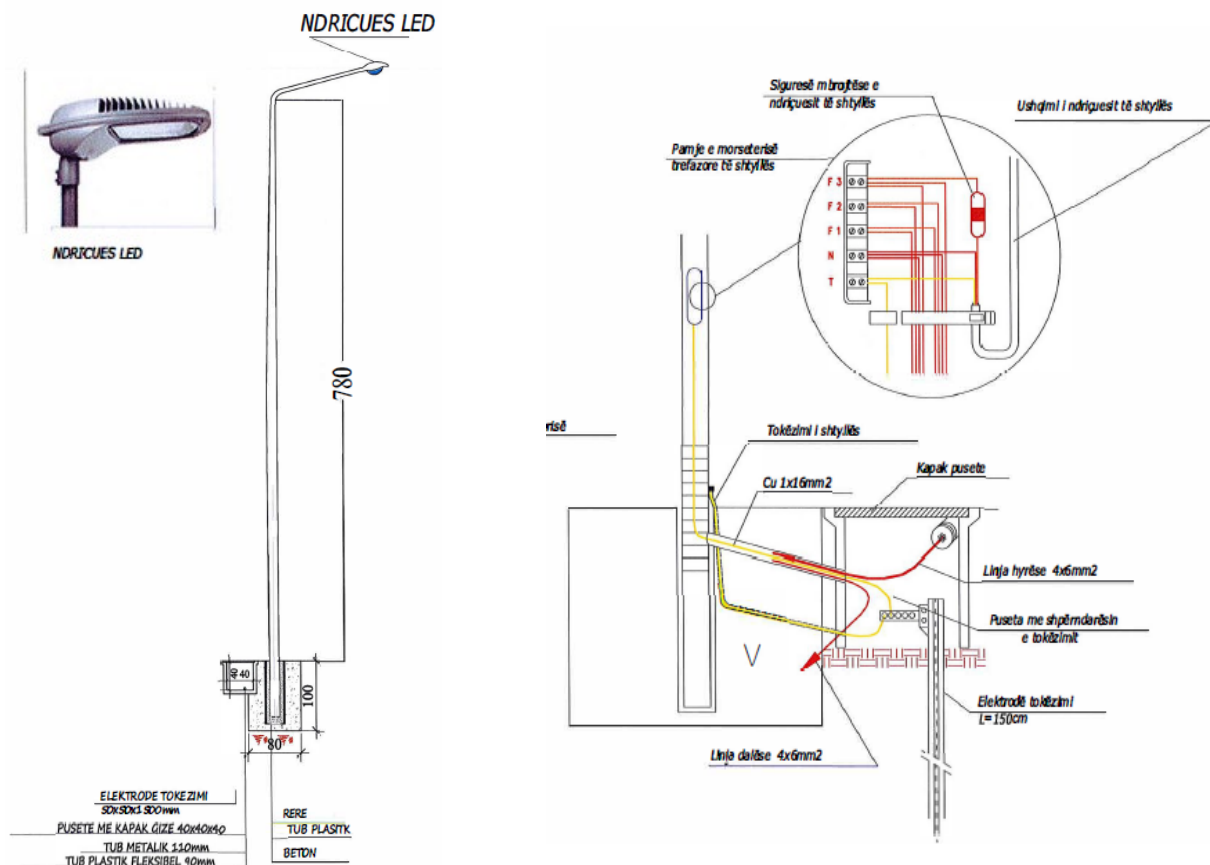 NDRICUES LED
NDRICUES LED
780
40 40
100
80
ELEKTRODE TOKEZIMI
50x50x1500mm
PUSETE ME KAPAK GIZE 40x40x40
TUB METALIK 110mm
TUB PLASTIK FLEKSIBEL 90mm
RERE
TUB PLASITK
BETON
Siguresë mbrojtëse e
ndriçuesit të shtyllës
Ushqimi i ndriçuesit të shtyllës
Pamje e morseterisë
trefazore të shtyllës
F 3
F 2
F 1
N
T
risë
Tokëzimi i shtyllës
Cu 1x16mm2
Kapak pusete
Linja hyrëse 4x6mm2
Puseta me shpërndarësin
e tokëzimit
V
Elektrodë tokëzimi
L=150cm
Linja dalëse 4x6mm2